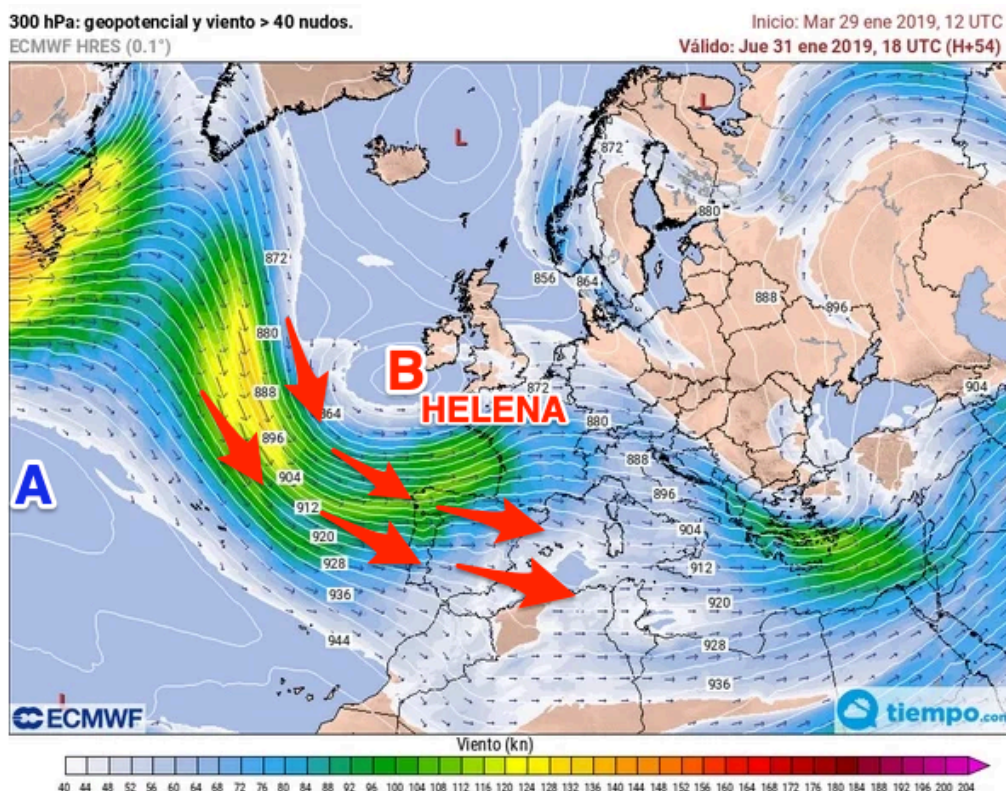 300 hPa: geopotencial y viento > 40 nudos.
Inicio: Mar 29 ene 2019, 12 UTC
ECMWF HRES (0.1°)
Válido: Jue 31 ene 2019, 18 UTC (H+54)
L
L
872
880
872
856
864
888
896
880
B
872
904
888
HELENA
864
880
896
888
A
904
896
912
904
920
912
928
936
920
944
928
936
L
ECMWF
tiempo.com
Viento (kn)
40 44 48 52 56 60 64 68 72 76 80 84 88 92 96 100 104 108 112 116 120 124 128 132 136 140 144 148 152 156 160 164 168 172 176 180 184 188 192 196 200 204